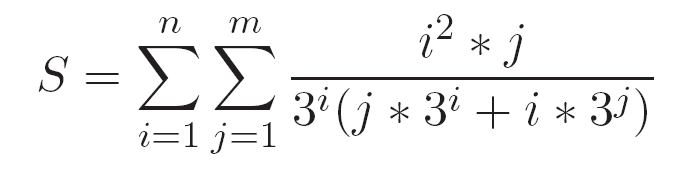 S = \sum_{i=1}^{n} \sum_{j=1}^{m} \frac{i^2 * j}{3^i(j * 3^i + i * 3^j)}